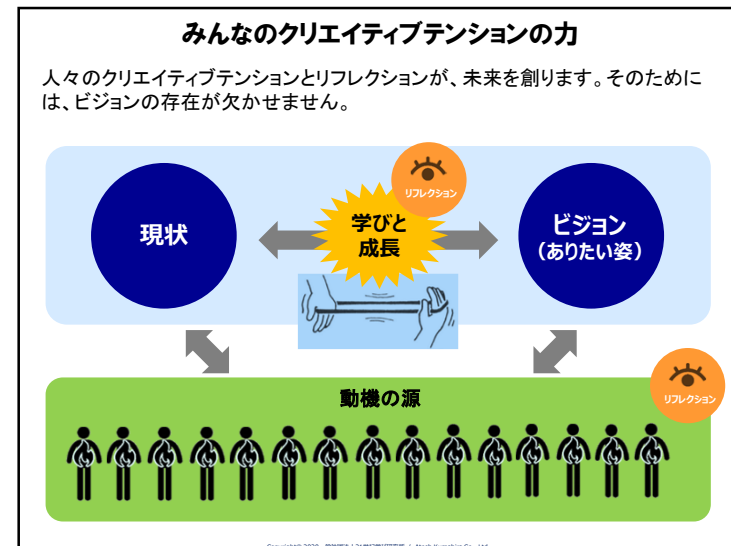 みんなのクリエイティブテンションの力
人々のクリエイティブテンションとリフレクションが、未来を創ります。そのために
は、ビジョンの存在が欠かせません。
リフレクション
現状
学びと
成長
ビジョン
（ありたい姿）
動機の源
リフレクション